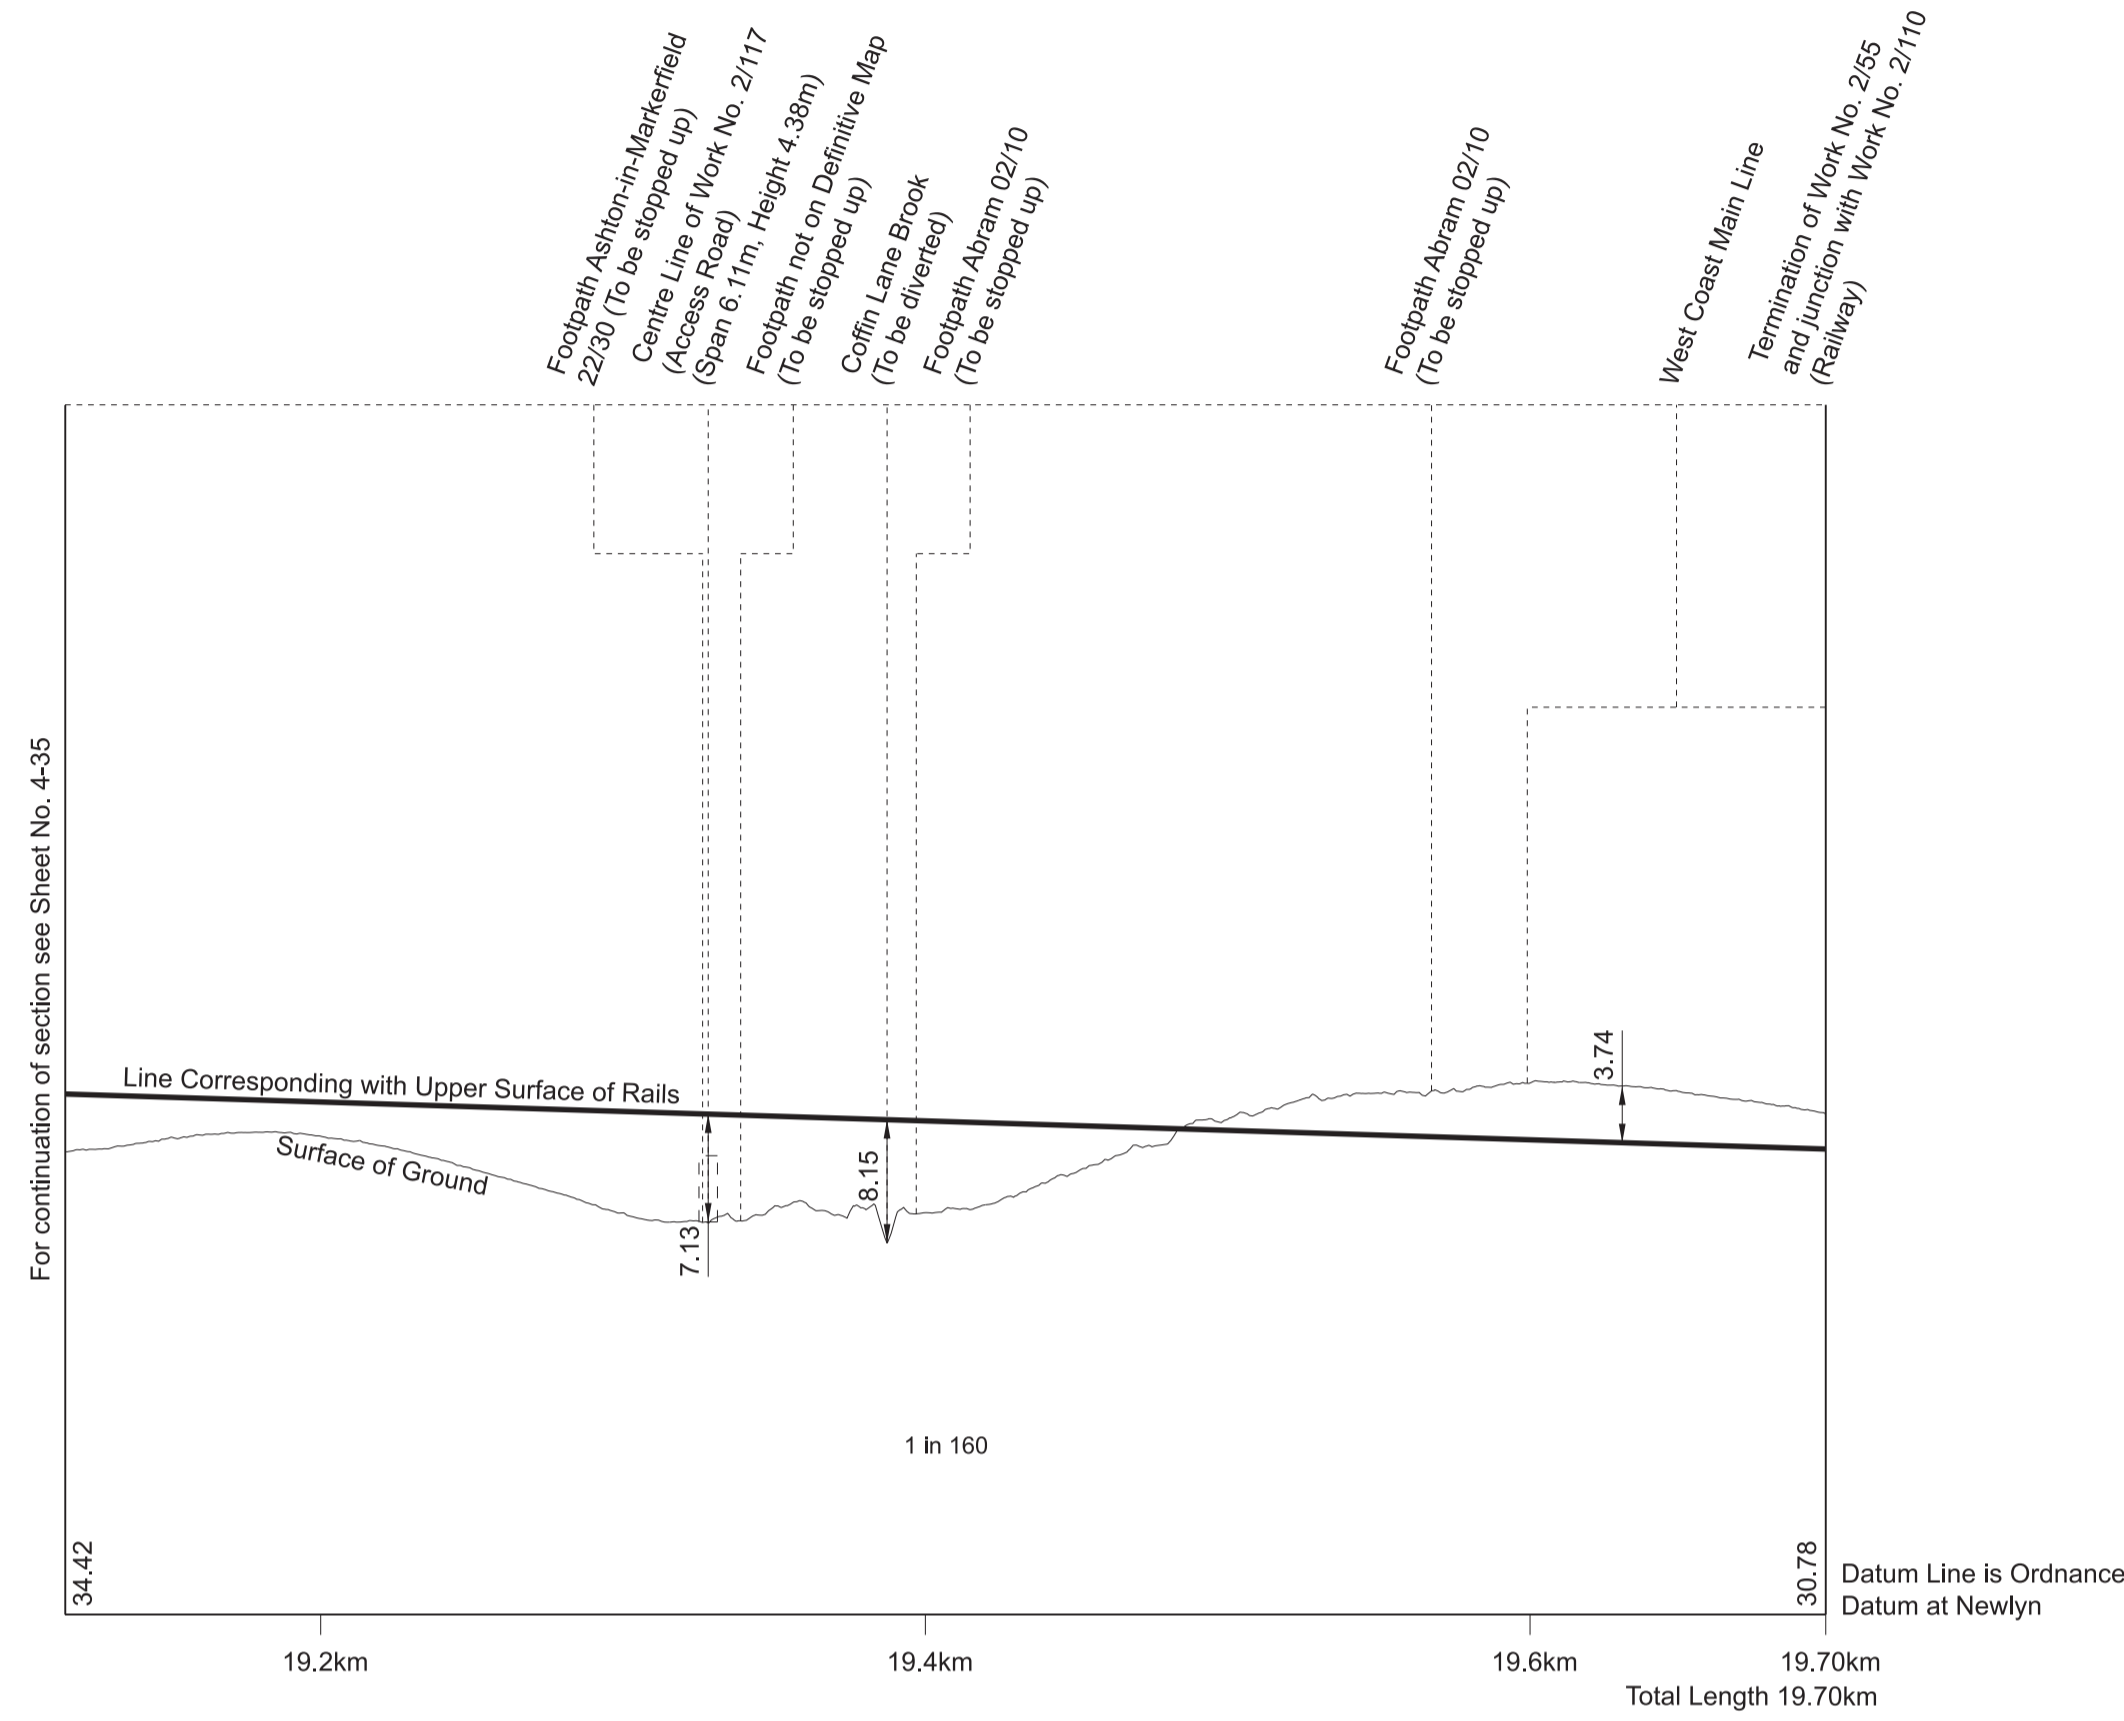 Footpath Ashton-in-Markerfield
22/30 (To be stopped up)
Centre Line of Work No. 2/117
(Access Road)
(Span 6.11m, Height 4.38m)
Footpath not on Definitive Map
(To be stopped up)
Coffin Lane Brook
(To be diverted)
Footpath Abram 02/10
(To be stopped up)
Footpath Abram 02/10
(To be stopped up)
West Coast Main Line
Termination of Work No. 2/55
and junction with Work No. 2/110
(Railway)
For continuation of section see Sheet No. 4-35
Line Corresponding with Upper Surface of Rails
Surface of Ground
7.13
8.15
3.74
1 in 160
34.42
30.78
Datum Line is Ordnance
Datum at Newlyn
19.2km
19.4km
19.6km
19.70km
Total Length 19.70km